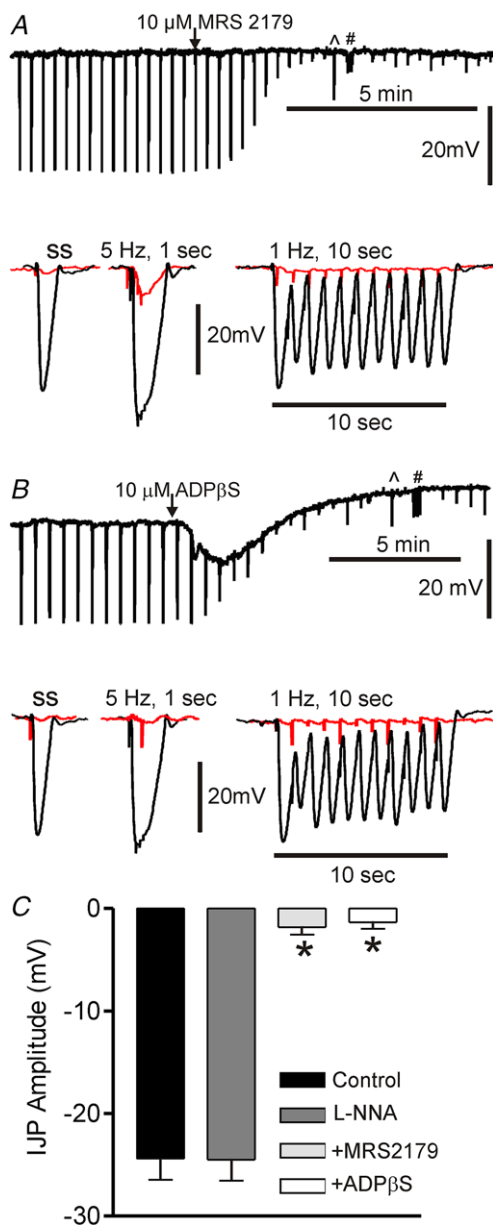 A
10 µM MRS 2179
^ #
5 min
20mV
ss 5 Hz, 1 sec 1 Hz, 10 sec
20mV
10 sec
B
10 µM ADPβS
^ #
5 min
20 mV
ss 5 Hz, 1 sec 1 Hz, 10 sec
20mV
10 sec
C
0
-10
-20
-30
IJP Amplitude (mV)
* *
Control
L-NNA
+MRS2179
+ADPβS